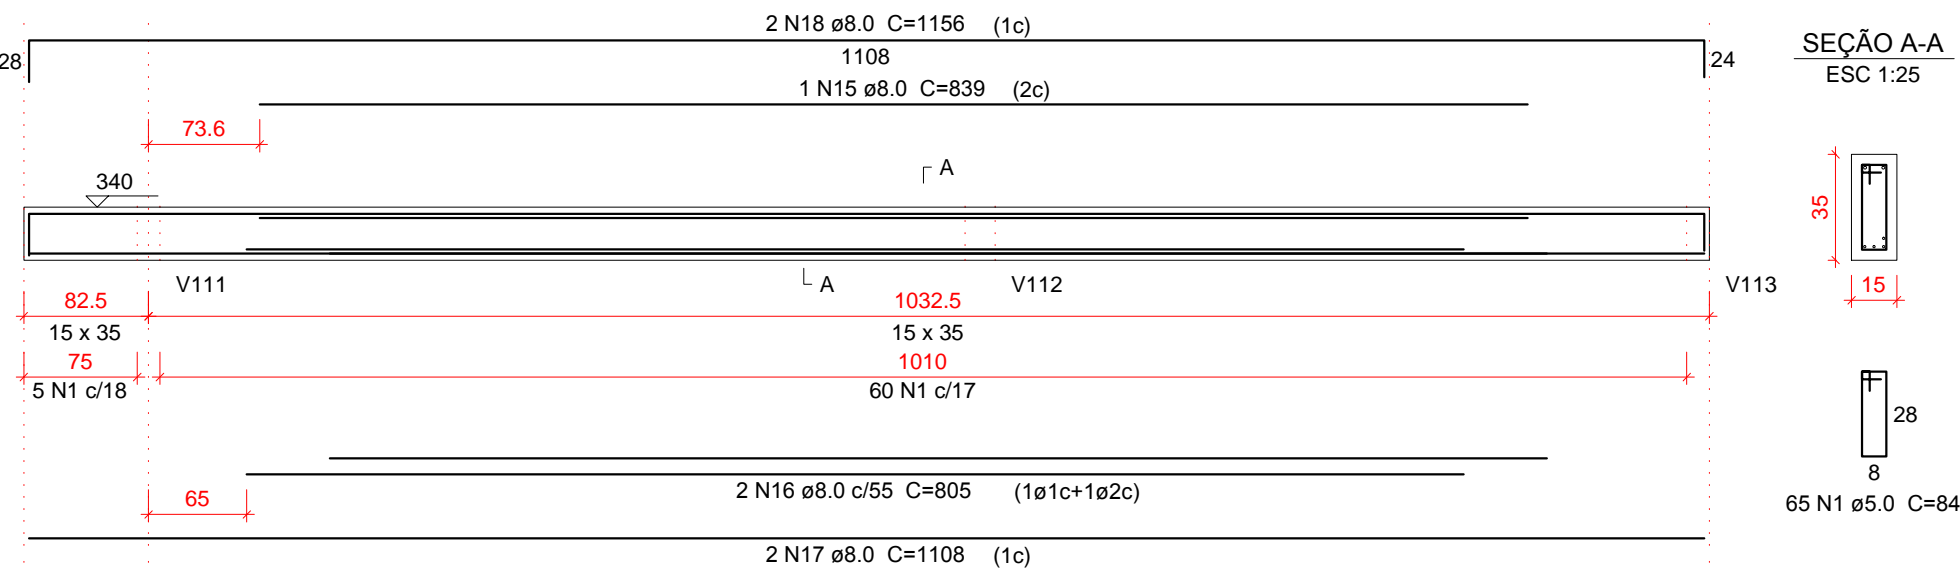 2 N18 ø8.0 C=1156 (1c)
SEÇÃO A-A
28
1108
24
ESC 1:25
1 N15 ø8.0 C=839 (2c)
73.6
A
340
35
V111
A
V112
V113
15
82.5
1032.5
15 x 35
15 x 35
75
1010
5 N1 c/18
60 N1 c/17
28
8
65
2 N16 ø8.0 c/55 C=805 (1ø1c+1ø2c)
65 N1 ø5.0 C=84
2 N17 ø8.0 C=1108 (1c)